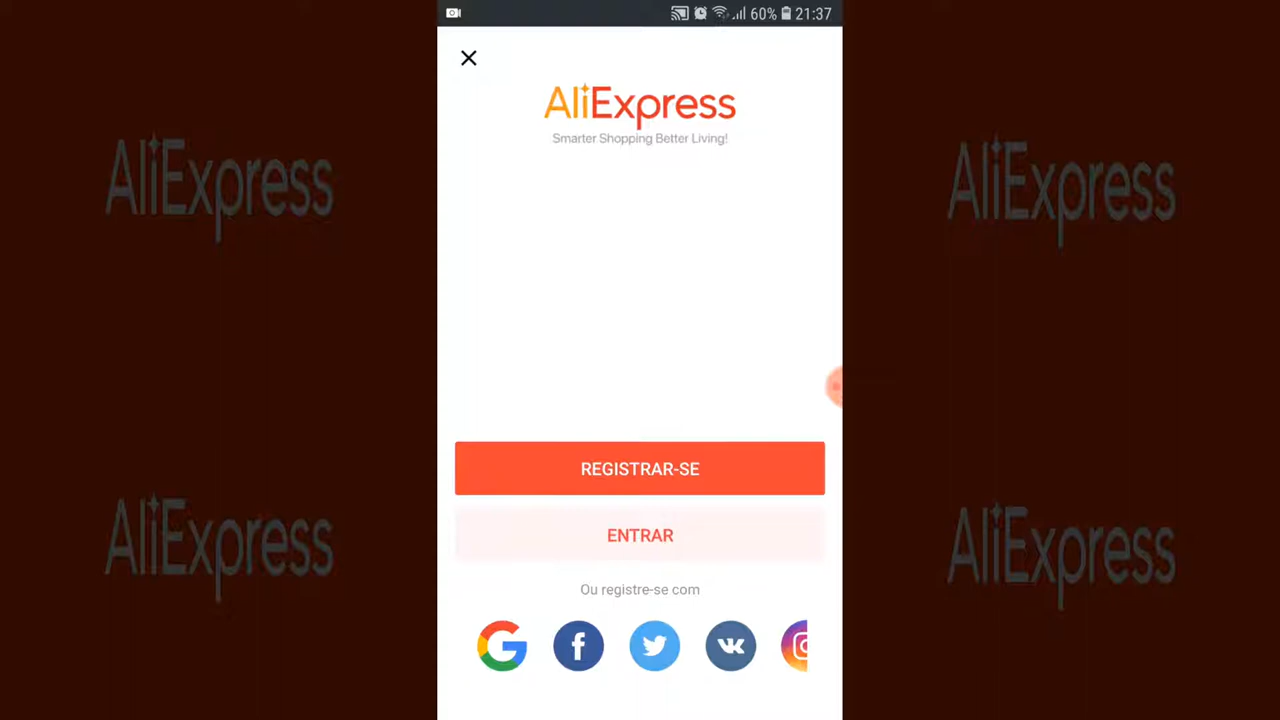 60% 21:37
AliExpress
Smarter Shopping Better Living!
AliExpress
AliExpress
REGISTRAR-SE
ENTRAR
AliExpress
AliExpress
Ou registre-se com